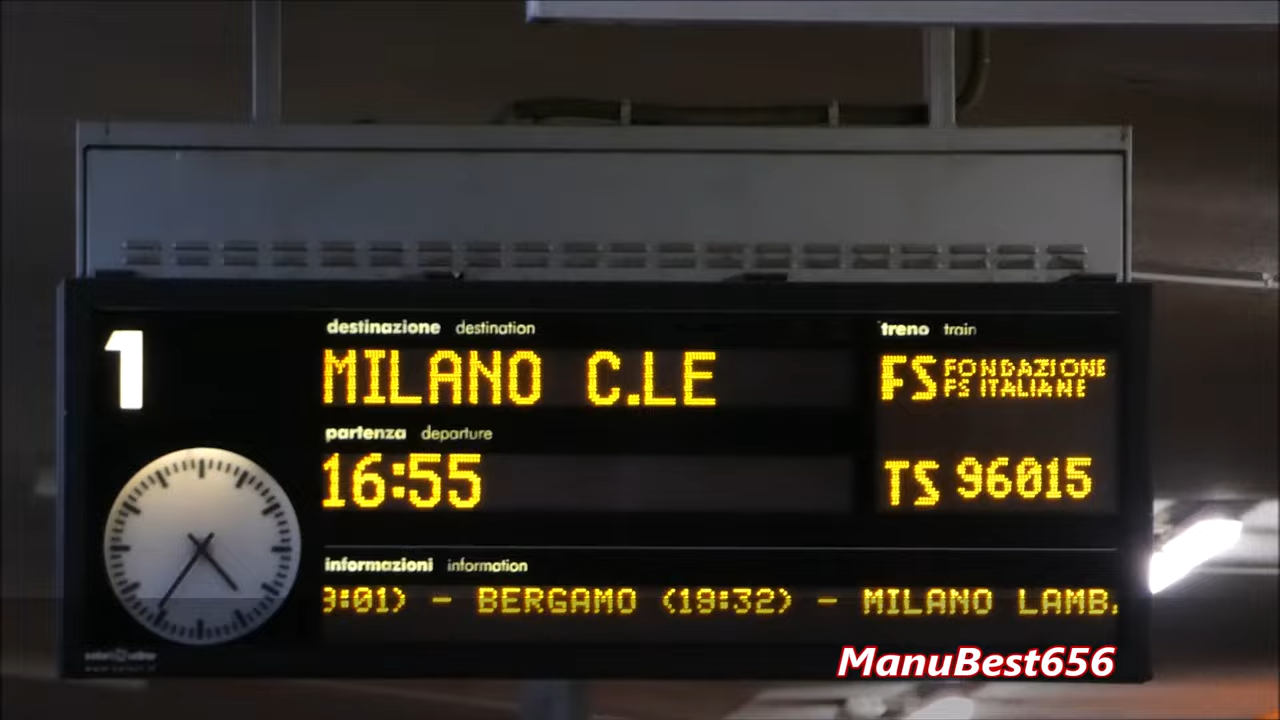 1
destinazione destination
treno train
MILANO C.LE
FS FONDAZIONE
FS ITALIANE
partenza departure
16:55
TS 96015
informazioni information
9:01) - BERGAMO (19:32) - MILANO LAMB.
ManuBest656